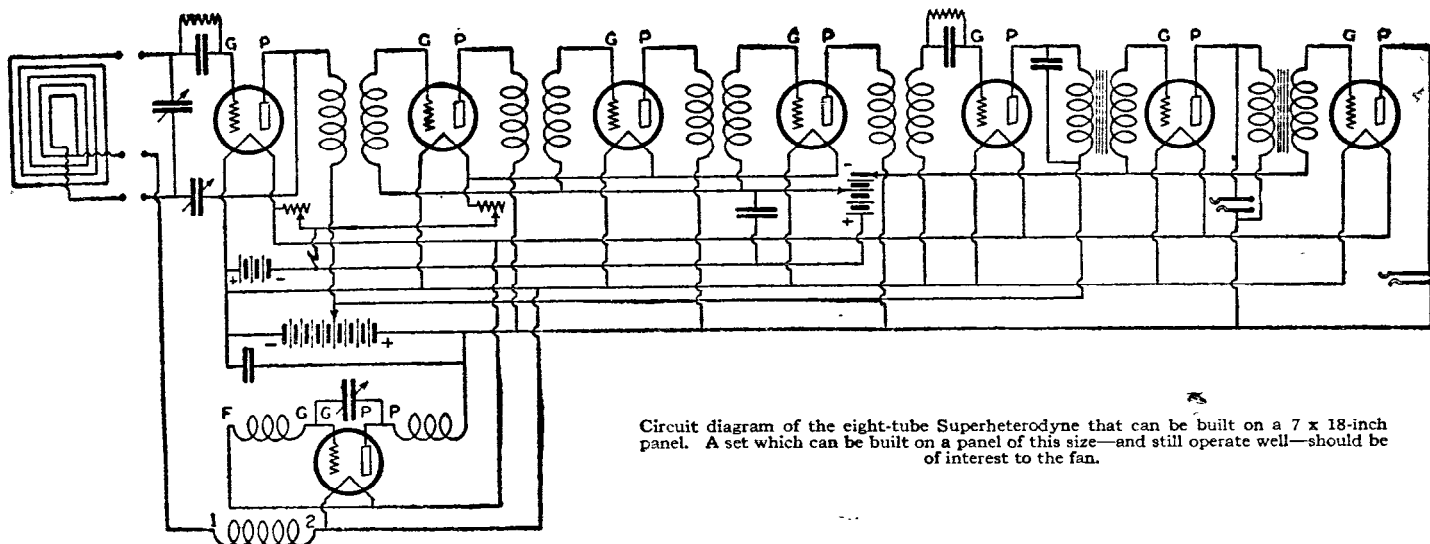 G P
G P
G P
G P
G P
G P
G P
-
+
+ -
- +
F G G P P
1 2
Circuit diagram of the eight-tube Superheterodyne that can be built on a 7 x 18-inch
panel. A set which can be built on a panel of this size—and still operate well—should be
of interest to the fan.